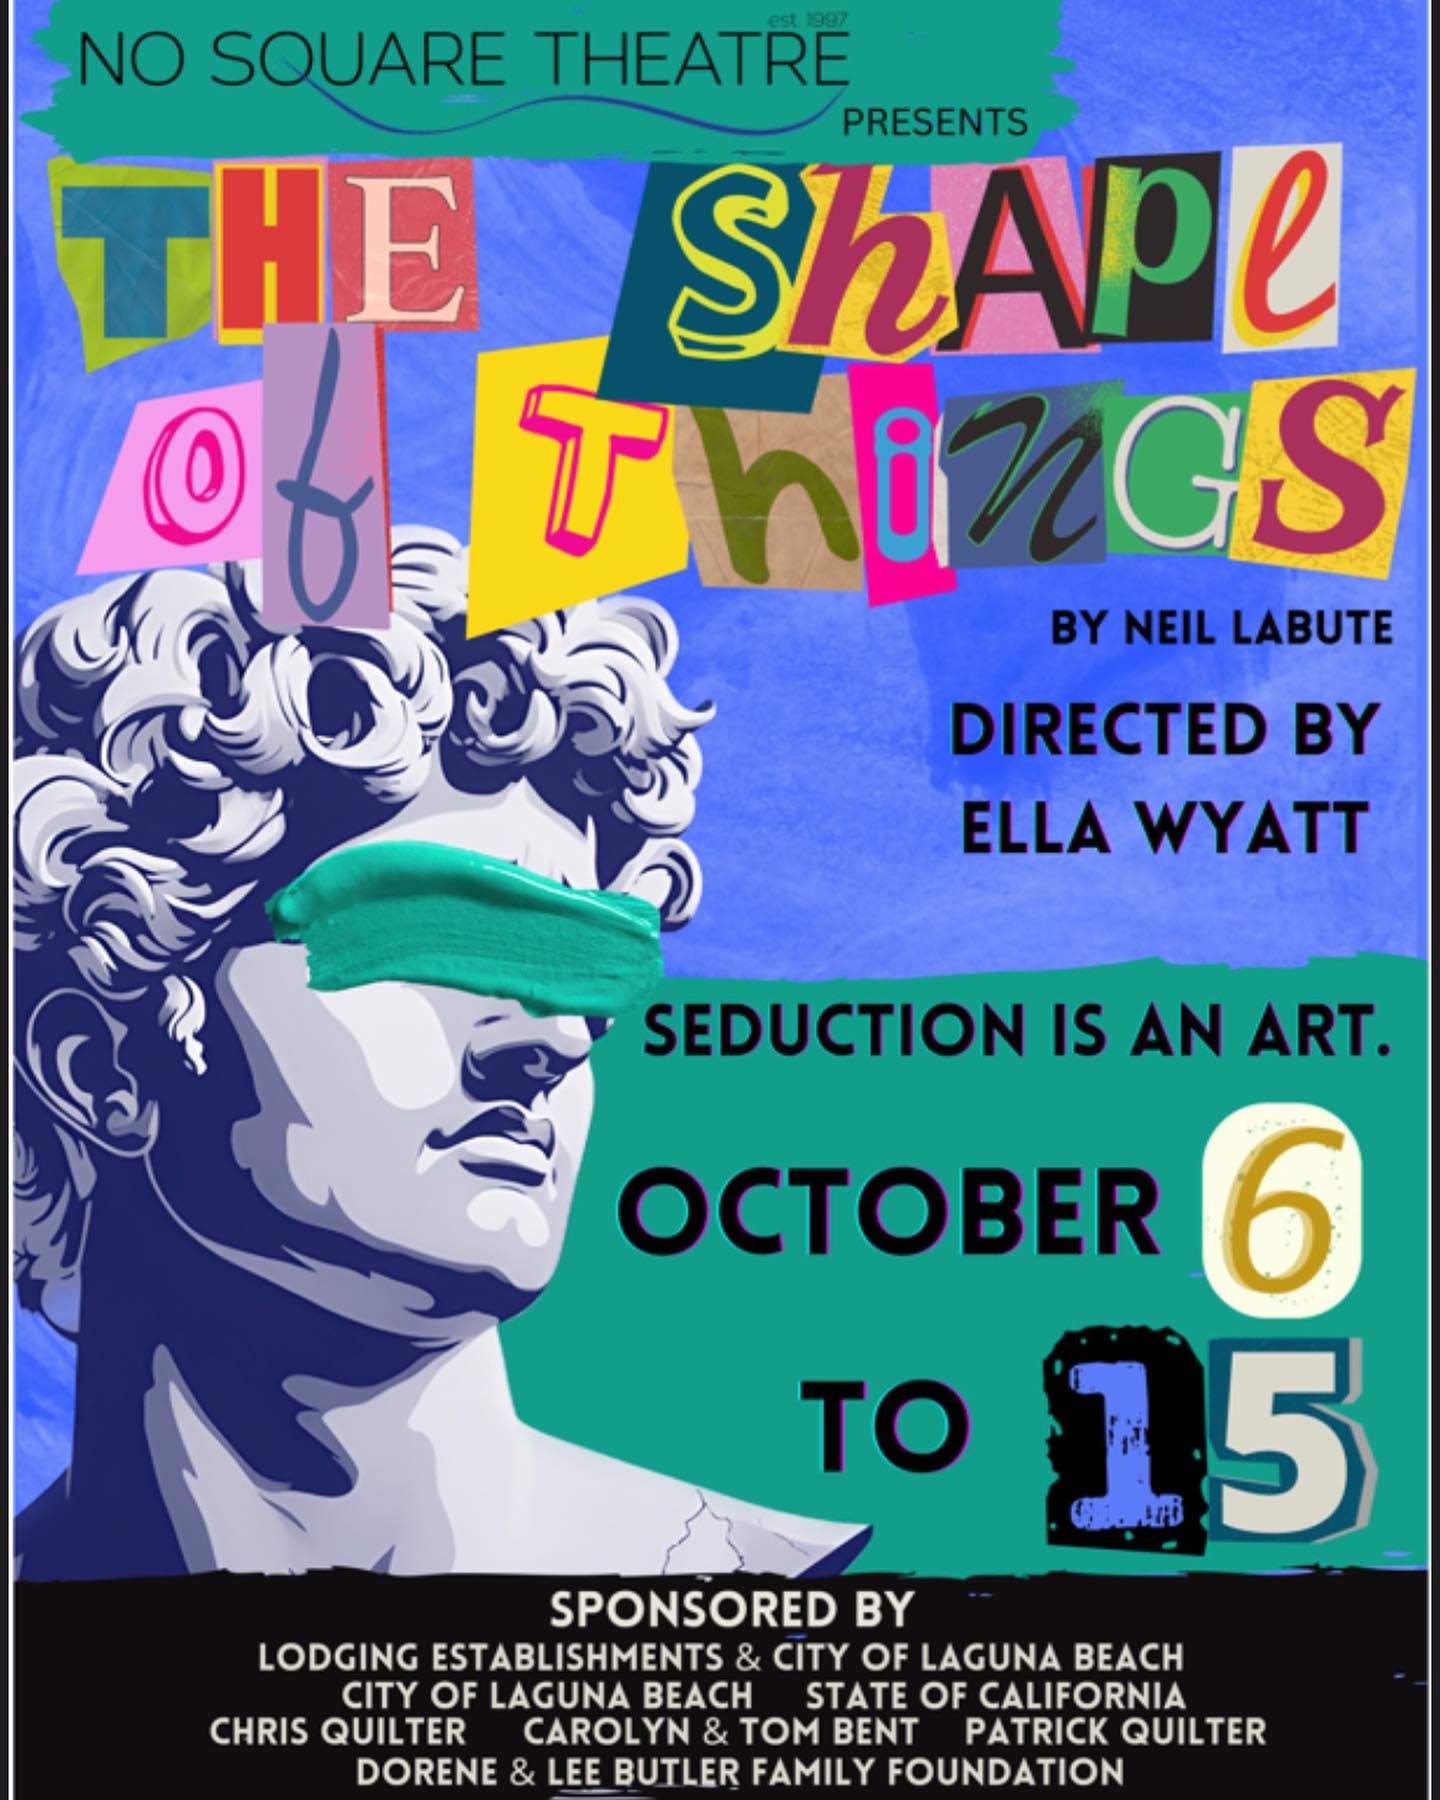 est. 1997
NO SQUARE THEATRE
PRESENTS
THE ShAPe
of ThinGS
BY NEIL LABUTE
DIRECTED BY
ELLA WYATT
SEDUCTION IS AN ART.
OCTOBER 6
TO 15
SPONSORED BY
LODGING ESTABLISHMENTS & CITY OF LAGUNA BEACH
CITY OF LAGUNA BEACH STATE OF CALIFORNIA
CHRIS QUILTER CAROLYN & TOM BENT PATRICK QUILTER
DORENE & LEE BUTLER FAMILY FOUNDATION